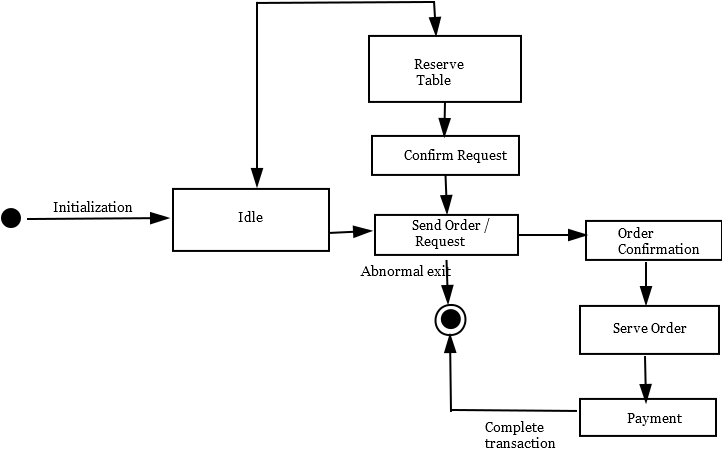 Reserve
Table
Confirm Request
Initialization
Idle
Send Order /
Request
Order
Confirmation
Abnormal exit
Serve Order
Payment
Complete
transaction